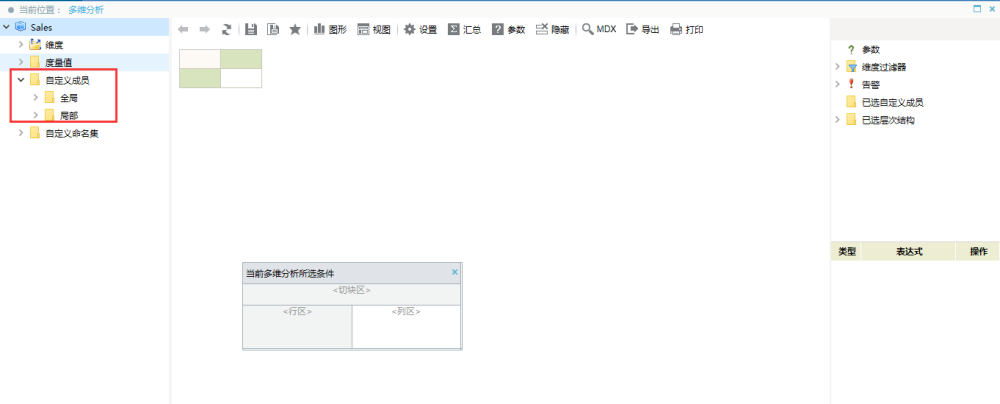 当前位置： 多维分析
Sales
维度
度量值
自定义成员
全局
局部
自定义命名集
图形 视图 设置 汇总 参数 隐藏 MDX 导出 打印
当前多维分析所选条件
<切块区>
<行区> <列区>
参数
维度过滤器
告警
已选自定义成员
已选层次结构
类型 表达式 操作